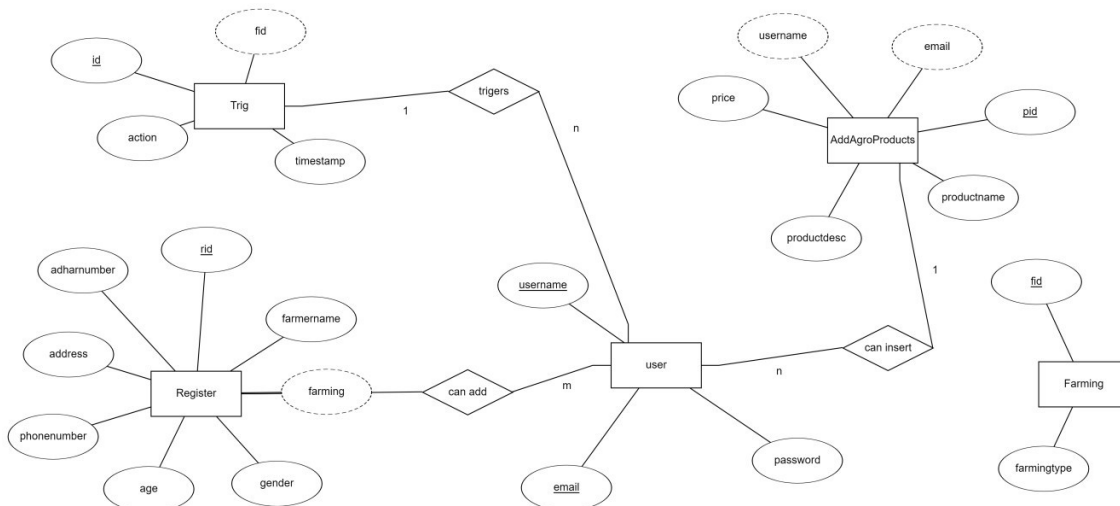 fid
id
Trig
action
timestamp
trigers
1
n
username
email
price
pid
AddAgroProducts
productname
productdesc
1
rid
adharnumber
farmername
address
Register
farming
phonenumber
age
gender
can add
m
username
user
n
can insert
email
password
fid
Farming
farmingtype